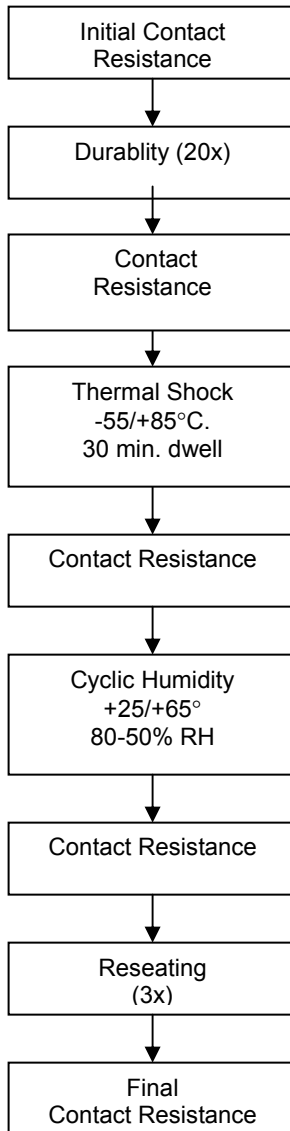 Initial Contact
Resistance
Durablity (20x)
Contact
Resistance
Thermal Shock
-55/+85°C.
30 min. dwell
Contact Resistance
Cyclic Humidity
+25/+65°
80-50% RH
Contact Resistance
Reseating
(3x)
Final
Contact Resistance